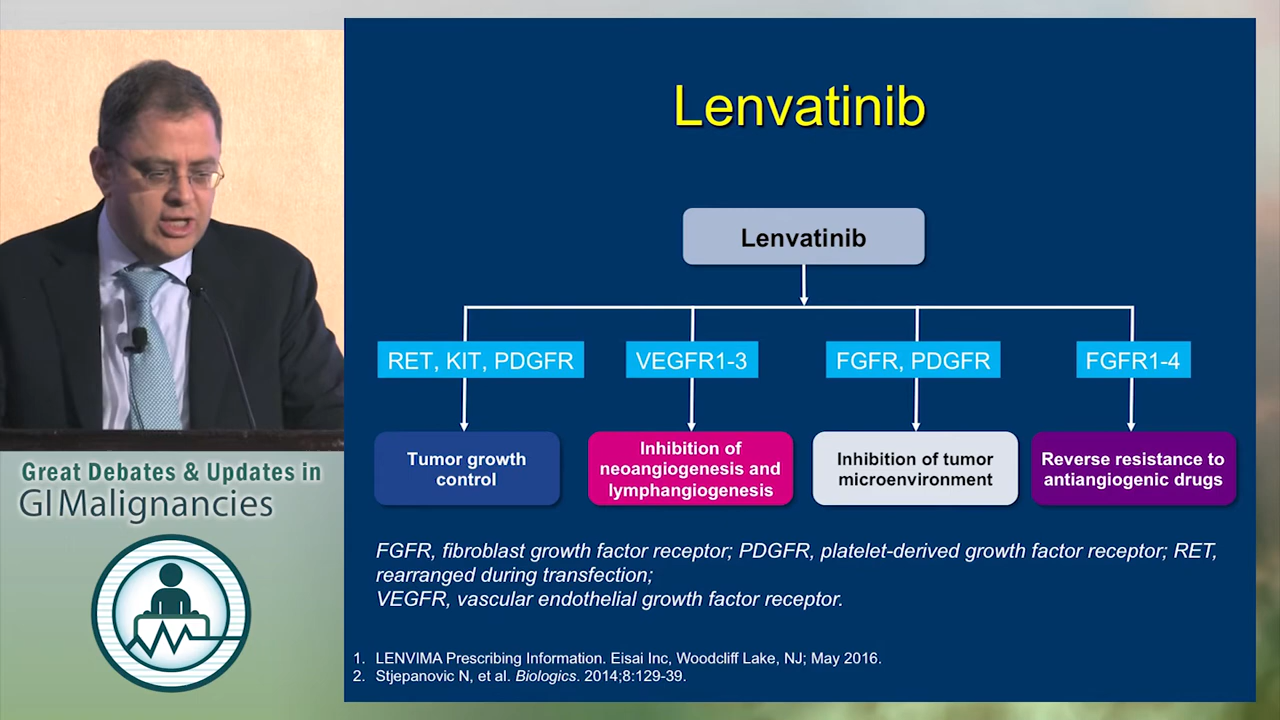 Lenvatinib
Lenvatinib
RET, KIT, PDGFR
VEGFR1-3
FGFR, PDGFR
FGFR1-4
Tumor growth
control
Inhibition of
neoangiogenesis and
lymphangiogenesis
Inhibition of tumor
microenvironment
Reverse resistance to
antiangiogenic drugs
FGFR, fibroblast growth factor receptor; PDGFR, platelet-derived growth factor receptor; RET,
rearranged during transfection;
VEGFR, vascular endothelial growth factor receptor.
1. LENVIMA Prescribing Information. Eisai Inc, Woodcliff Lake, NJ; May 2016.
2. Stjepanovic N, et al. Biologics. 2014;8:129-39.
Great Debates & Updates in
GI Malignancies